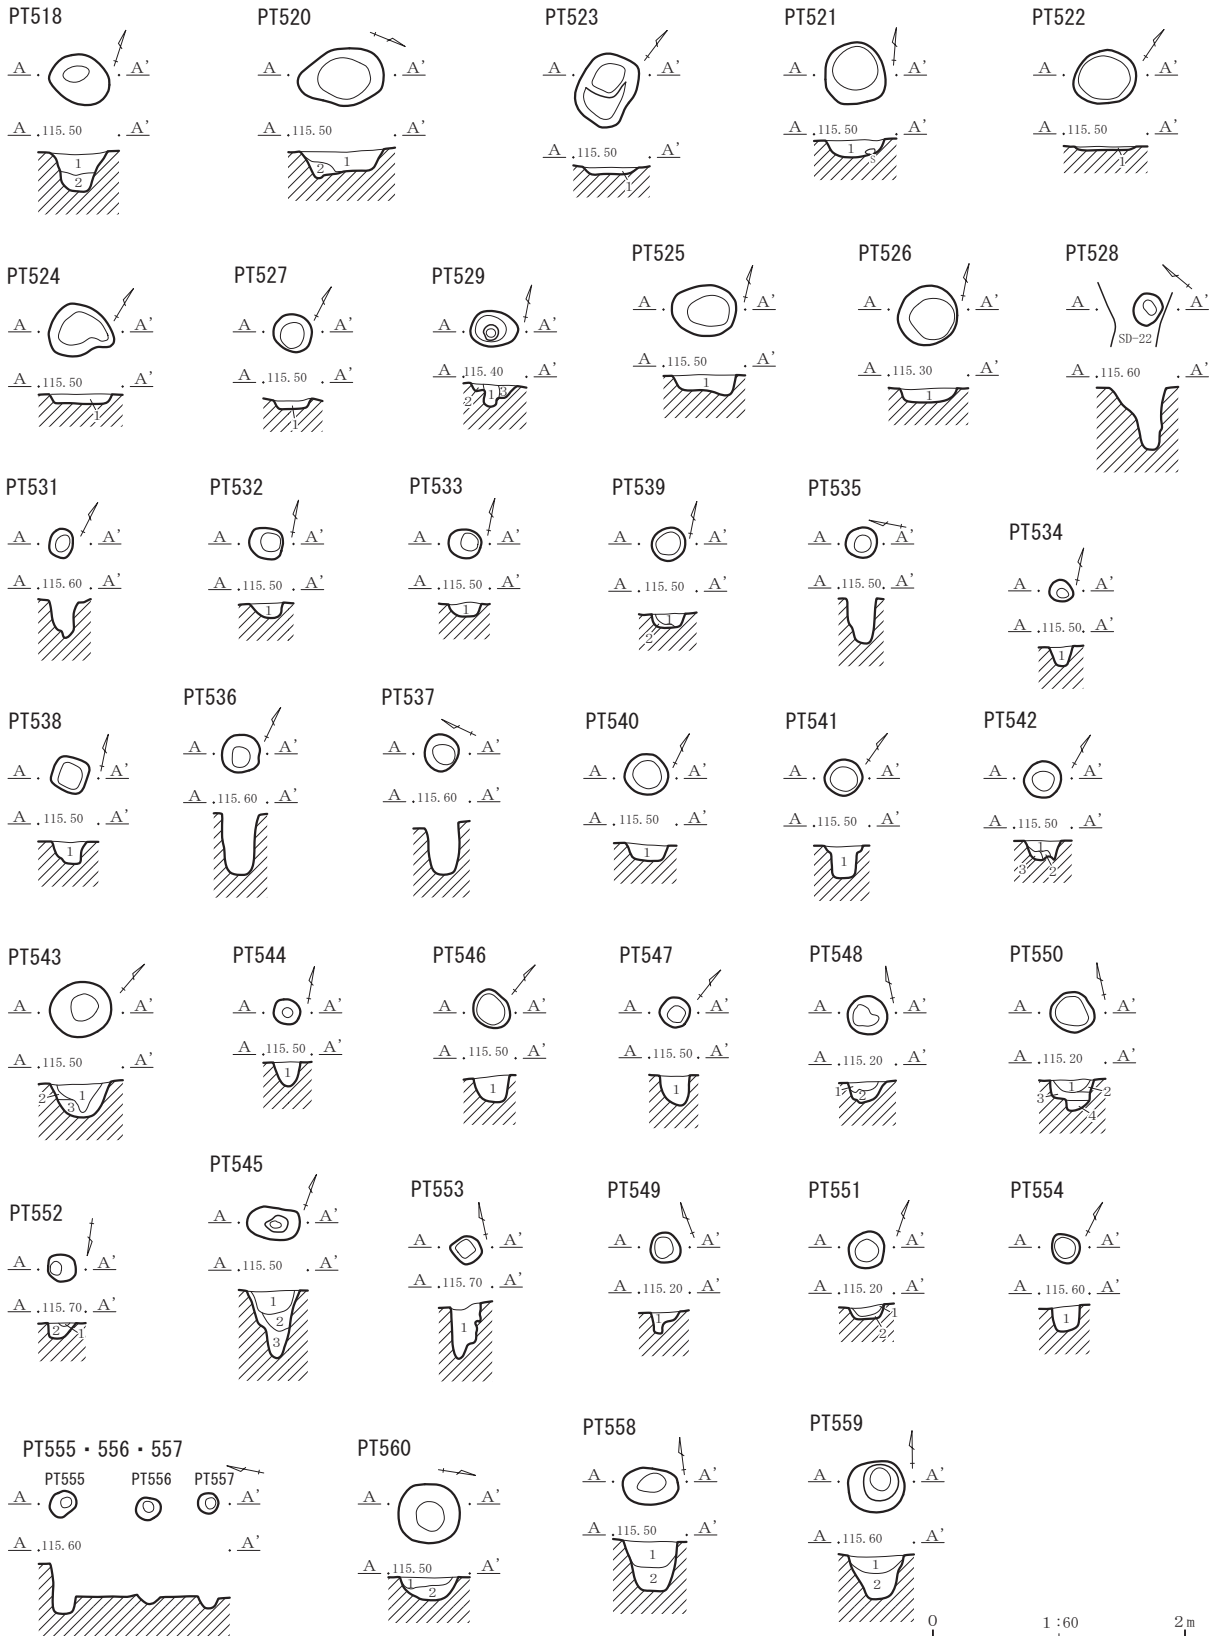 PT518 PT520 PT523 PT521 PT522
A A' A A' A A' A A' A A'
A 115.50 A' A 115.50 A' A 115.50 A' A 115.50 A' A 115.50 A'
1 2
2 1
1
1 S
1
PT524 PT527 PT529 PT525 PT526 PT528
A A' A A' A A' A A' A A' A A'
SD-22
A 115.50 A' A 115.50 A' A 115.40 A' A 115.50 A' A 115.30 A' A 115.60 A'
1
1
2 1 3
1
1
PT531 PT532 PT533 PT539 PT535 PT534
A A' A A' A A' A A' A A' A A'
A 115.60 A' A 115.50 A' A 115.50 A' A 115.50 A' A 115.50 A' A 115.50 A'
1
1
1 2
1
PT538 PT536 PT537 PT540 PT541 PT542
A A' A A' A A' A A' A A' A A'
A 115.50 A' A 115.60 A' A 115.60 A' A 115.50 A' A 115.50 A' A 115.50 A'
1
1
1
1 3 2
PT543 PT544 PT546 PT547 PT548 PT550
A A' A A' A A' A A' A A' A A'
A 115.50 A' A 115.50 A' A 115.50 A' A 115.50 A' A 115.20 A' A 115.20 A'
2 1 3
1
1
1
1 2
1 2 3 4
PT552 PT545 PT553 PT549 PT551 PT554
A A' A A' A A' A A' A A' A A'
A 115.70 A' A 115.50 A' A 115.70 A' A 115.20 A' A 115.20 A' A 115.60 A'
2 1
1 2 3
1
1
1 2
1
PT555・556・557 PT560 PT558 PT559
PT555 PT556 PT557
A A' A A' A A' A A'
A 115.60 A' A 115.50 A' A 115.50 A' A 115.60 A'
1 2
1 2
1 2
0 1:60 2m